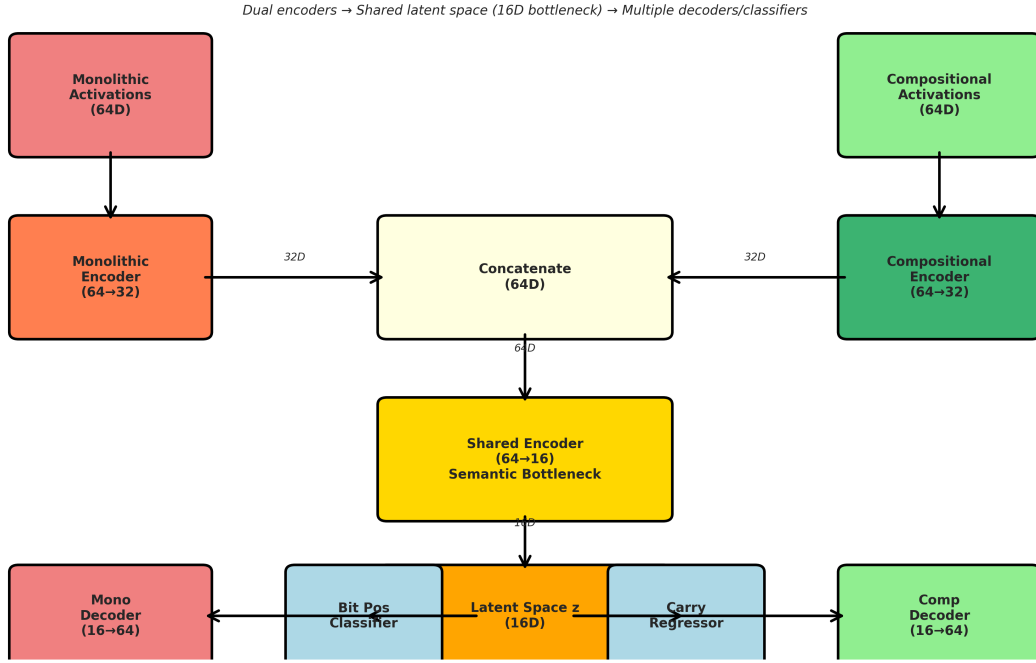 Dual encoders → Shared latent space (16D bottleneck) → Multiple decoders/classifiers
Monolithic
Activations
(64D)
Compositional
Activations
(64D)
Monolithic
Encoder
(64→32)
32D
Concatenate
(64D)
32D
Compositional
Encoder
(64→32)
64D
Shared Encoder
(64→16)
Semantic Bottleneck
16D
Mono
Decoder
(16→64)
Bit Pos
Classifier
Latent Space z
(16D)
Carry
Regressor
Comp
Decoder
(16→64)